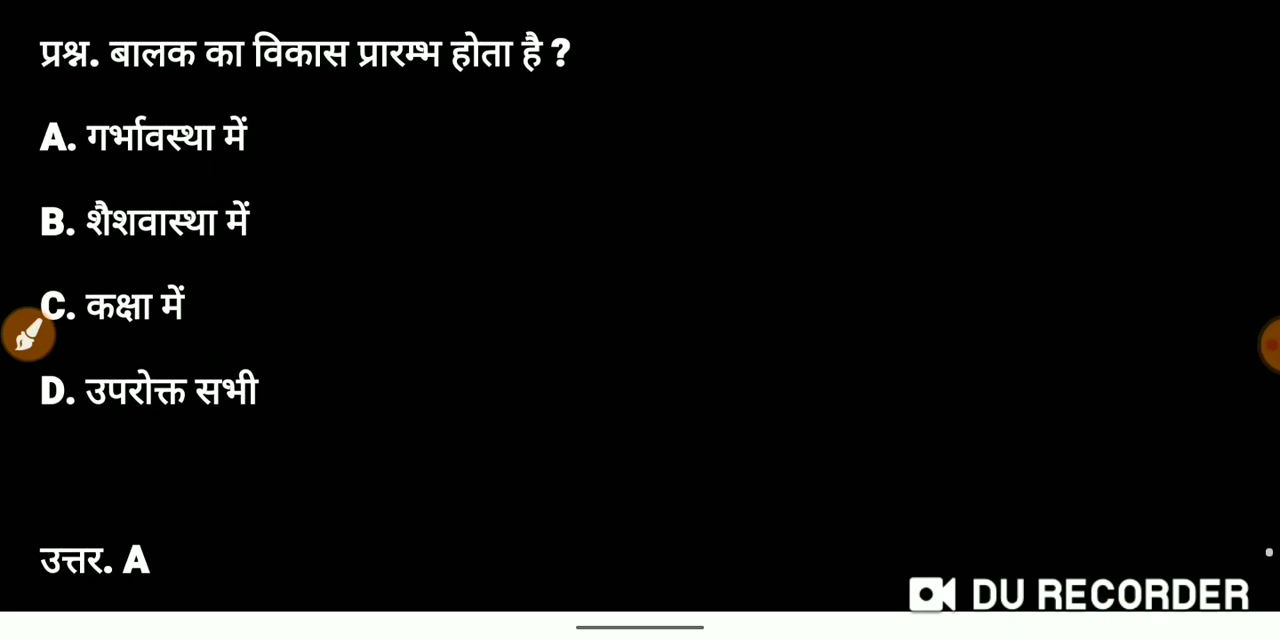 प्रश्न. बालक का विकास प्रारम्भ होता है ?
A. गर्भावस्था में
B. शैशवास्था में
C. कक्षा में
D. उपरोक्त सभी
उत्तर. A
DU RECORDER